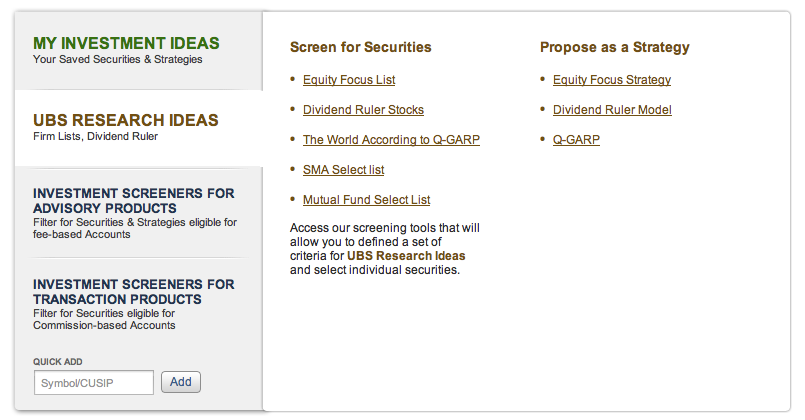 MY INVESTMENT IDEAS
Your Saved Securities & Strategies
UBS RESEARCH IDEAS
Firm Lists, Dividend Ruler
INVESTMENT SCREENERS FOR
ADVISORY PRODUCTS
Filter for Securities & Strategies eligible for
fee-based Accounts
INVESTMENT SCREENERS FOR
TRANSACTION PRODUCTS
Filter for Securities eligible for
Commission-based Accounts
QUICK ADD
Symbol/CUSIP
Add
Screen for Securities
• Equity Focus List
• Dividend Ruler Stocks
• The World According to Q-GARP
• SMA Select list
• Mutual Fund Select List
Access our screening tools that will
allow you to defined a set of
criteria for UBS Research Ideas
and select individual securities.
Propose as a Strategy
• Equity Focus Strategy
• Dividend Ruler Model
• Q-GARP